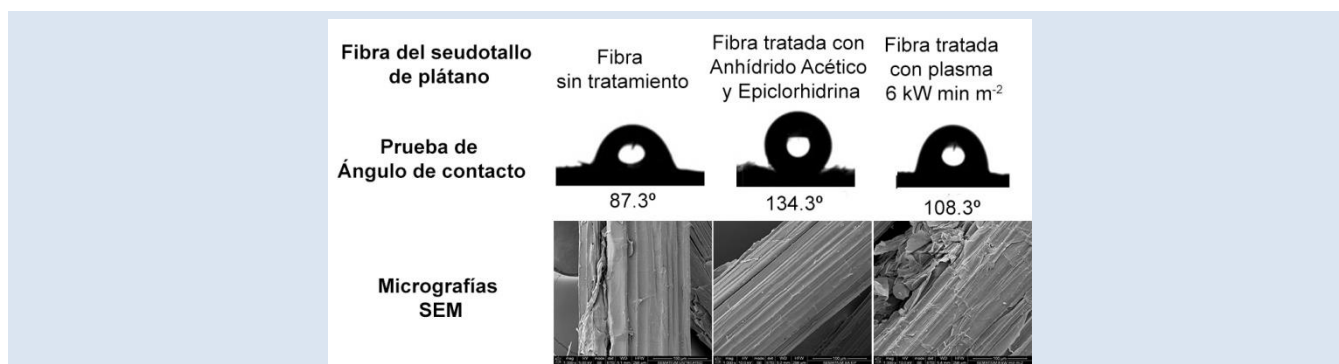 Fibra del seudotallo
de plátano
Fibra
sin tratamiento
Fibra tratada con
Anhídrido Acético
y Epiclorhidrina
Fibra tratada
con plasma
6 kW min m-2
Prueba de
Ángulo de contacto
87.3º
134.3º
108.3º
Micrografías
SEM